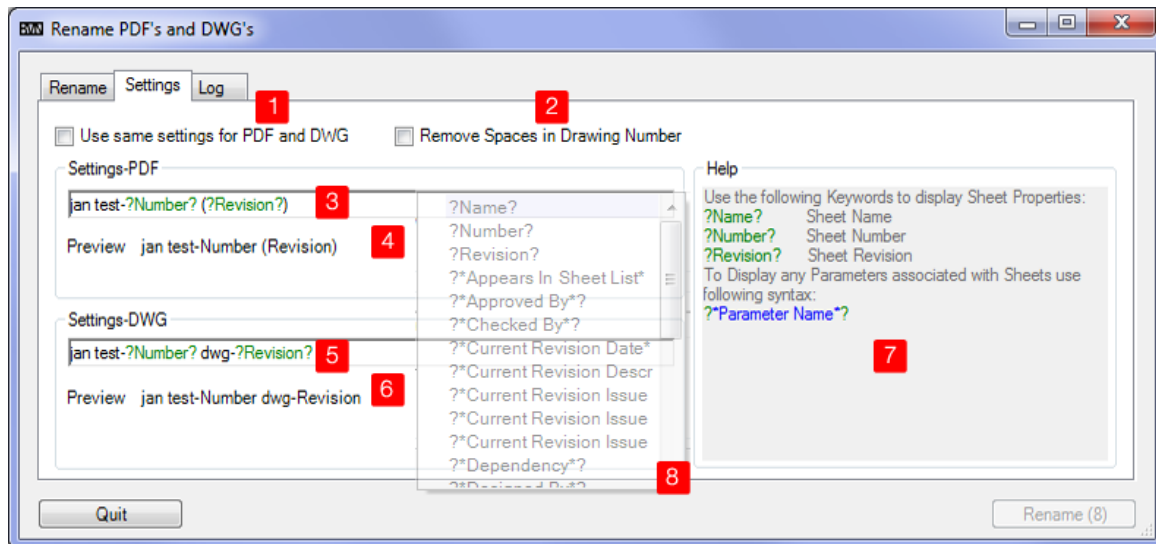 BVN Rename PDF's and DWG's
Rename Settings Log
1
2
Use same settings for PDF and DWG
Remove Spaces in Drawing Number
Settings-PDF
jan test-?Number? (?Revision?)
3
Preview jan test-Number (Revision)
4
Settings-DWG
jan test-?Number? dwg-?Revision?
5
Preview jan test-Number dwg-Revision
6
?Name?
?Number?
?Revision?
?*Appears In Sheet List*
?*Approved By*?
?*Checked By*?
?*Current Revision Date*
?*Current Revision Descr
?*Current Revision Issue
?*Current Revision Issue
?*Current Revision Issue
?*Dependency*?
?*Designed By*?
8
Help
Use the following Keywords to display Sheet Properties:
?Name? Sheet Name
?Number? Sheet Number
?Revision? Sheet Revision
To Display any Parameters associated with Sheets use
following syntax:
?*Parameter Name*?
7
Quit
Rename (8)